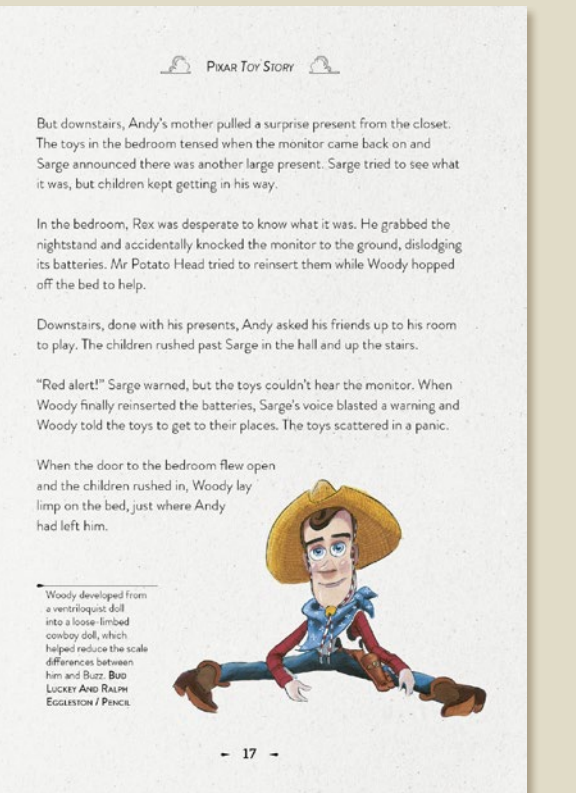 PIXAR TOY STORY
But downstairs, Andy's mother pulled a surprise present from the closet.
The toys in the bedroom tensed when the monitor came back on and
Sarge announced there was another large present. Sarge tried to see what
it was, but children kept getting in his way.
In the bedroom, Rex was desperate to know what it was. He grabbed the
nightstand and accidentally knocked the monitor to the ground, dislodging
its batteries. Mr Potato Head tried to reinsert them while Woody hopped
off the bed to help.
Downstairs, done with his presents, Andy asked his friends up to his room
to play. The children rushed past Sarge in the hall and up the stairs.
“Red alert!” Sarge warned, but the toys couldn't hear the monitor. When
Woody finally reinserted the batteries, Sarge's voice blasted a warning and
Woody told the toys to get to their places. The toys scattered in a panic.
When the door to the bedroom flew open
and the children rushed in, Woody lay
limp on the bed, just where Andy
had left him.
Woody developed from
a ventriloquist doll
into a loose-limbed
cowboy doll, which
helped reduce the scale
differences between
him and Buzz. BUD
LUCKEY AND RALPH
EGGLESTON / PENCIL
17